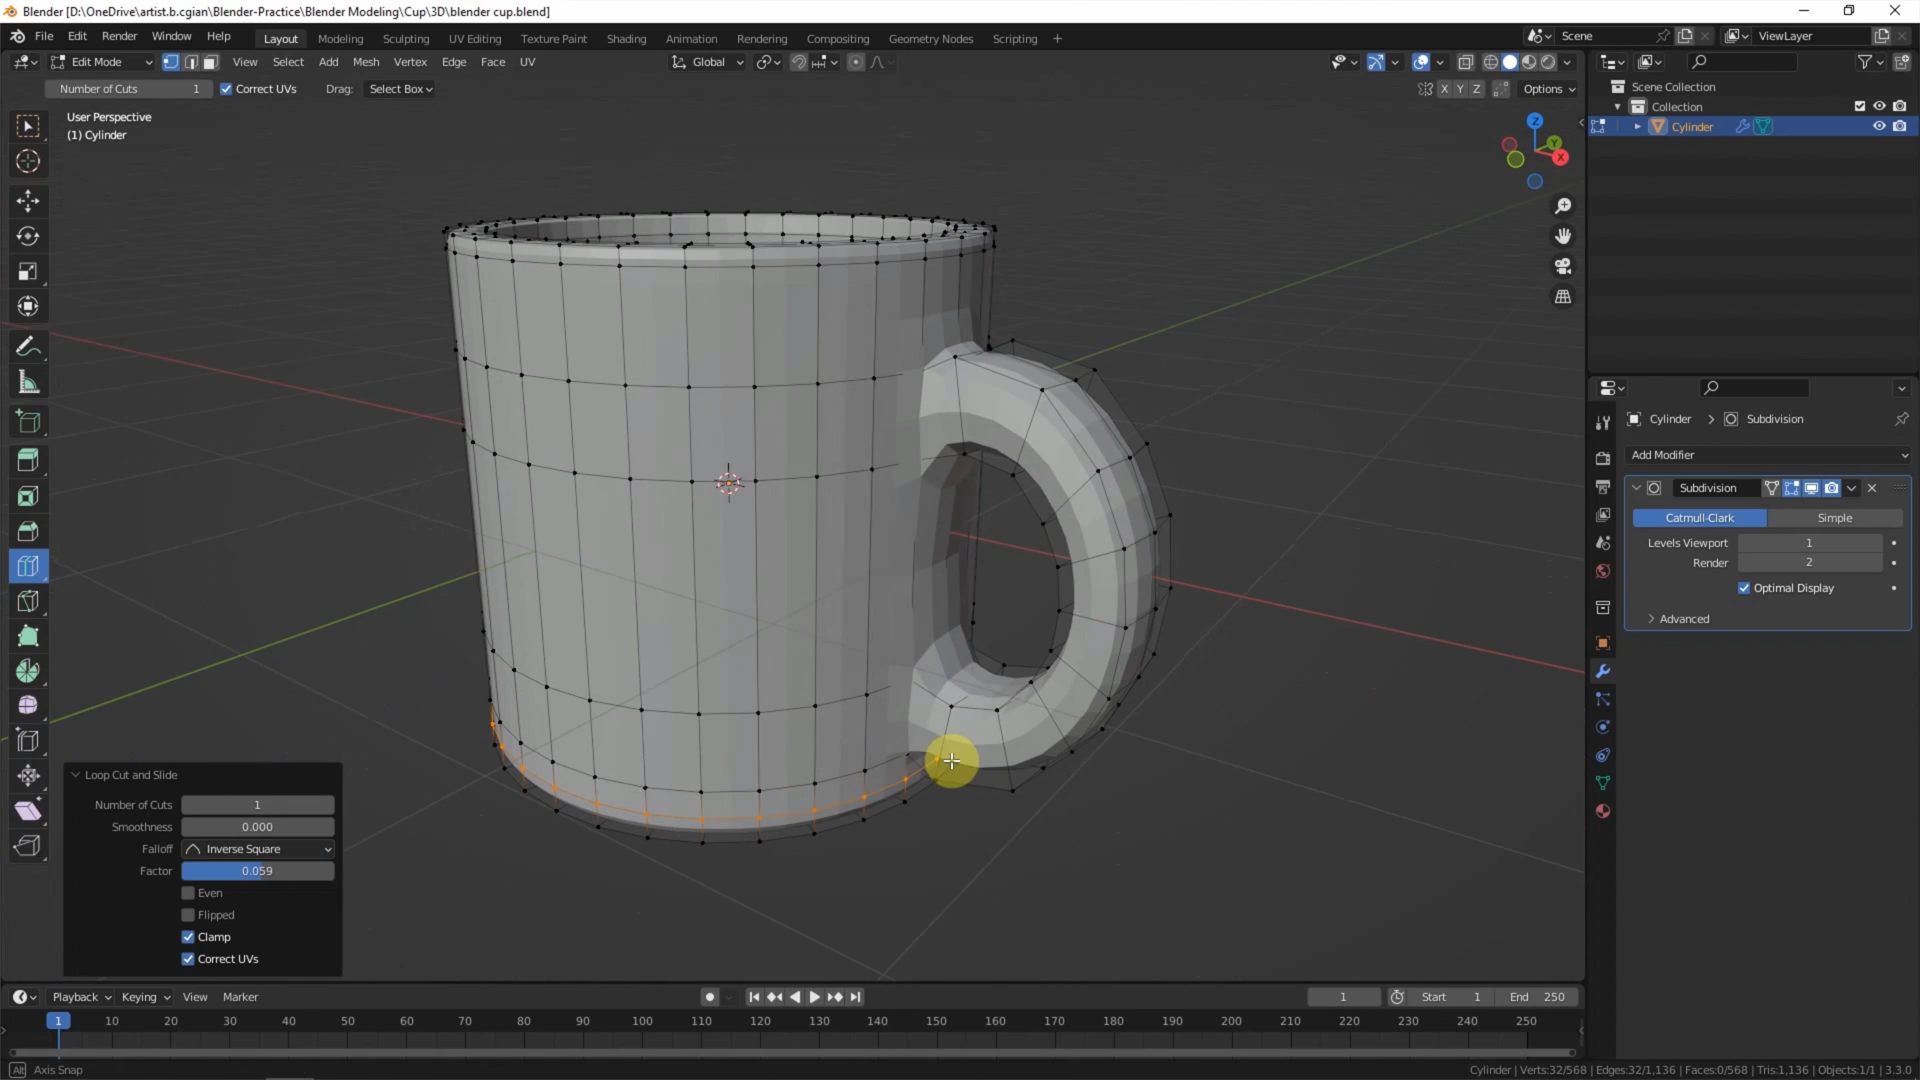 Blender [D:\OneDrive\artist.b.cgian\Blender-Practice\Blender Modeling\Cup\3D\blender cup.blend]
File Edit Render Window Help Layout Modeling Sculpting UV Editing Texture Paint Shading Animation Rendering Compositing Geometry Nodes Scripting + Scene ViewLayer
Edit Mode View Select Add Mesh Vertex Edge Face UV Global
Number of Cuts 1 Correct UVs Drag: Select Box X Y Z Options
User Perspective
(1) Cylinder
Z
Y
X
Scene Collection
Collection
Cylinder
Cylinder > Subdivision
Add Modifier
Subdivision
Catmull-Clark Simple
Levels Viewport 1
Render 2
Optimal Display
Advanced
Loop Cut and Slide
Number of Cuts 1
Smoothness 0.000
Falloff Inverse Square
Factor 0.059
Even
Flipped
Clamp
Correct UVs
Playback Keying View Marker 1 Start 1 End 250
1 10 20 30 40 50 60 70 80 90 100 110 120 130 140 150 160 170 180 190 200 210 220 230 240 250
Alt Axis Snap
Cylinder | Verts:32/568 | Edges:32/1,136 | Faces:0/568 | Tris:1,136 | Objects:1/1 | 3.3.0